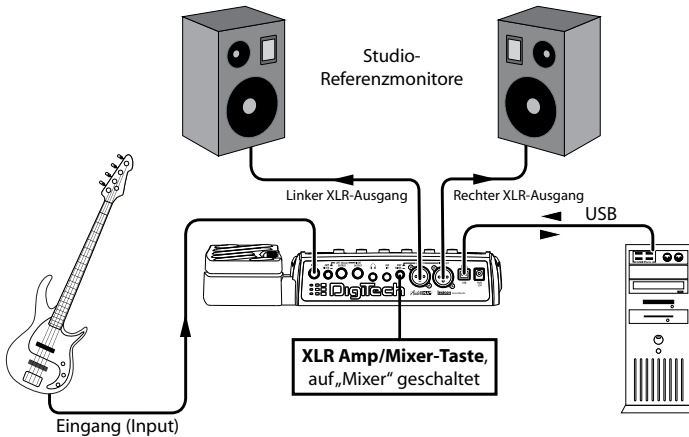 Studio-
Referenzmonitore
Linker XLR-Ausgang
Rechter XLR-Ausgang
USB
DigiTech
XLR Amp/Mixer-Taste,
auf „Mixer“ geschaltet
Eingang (Input)